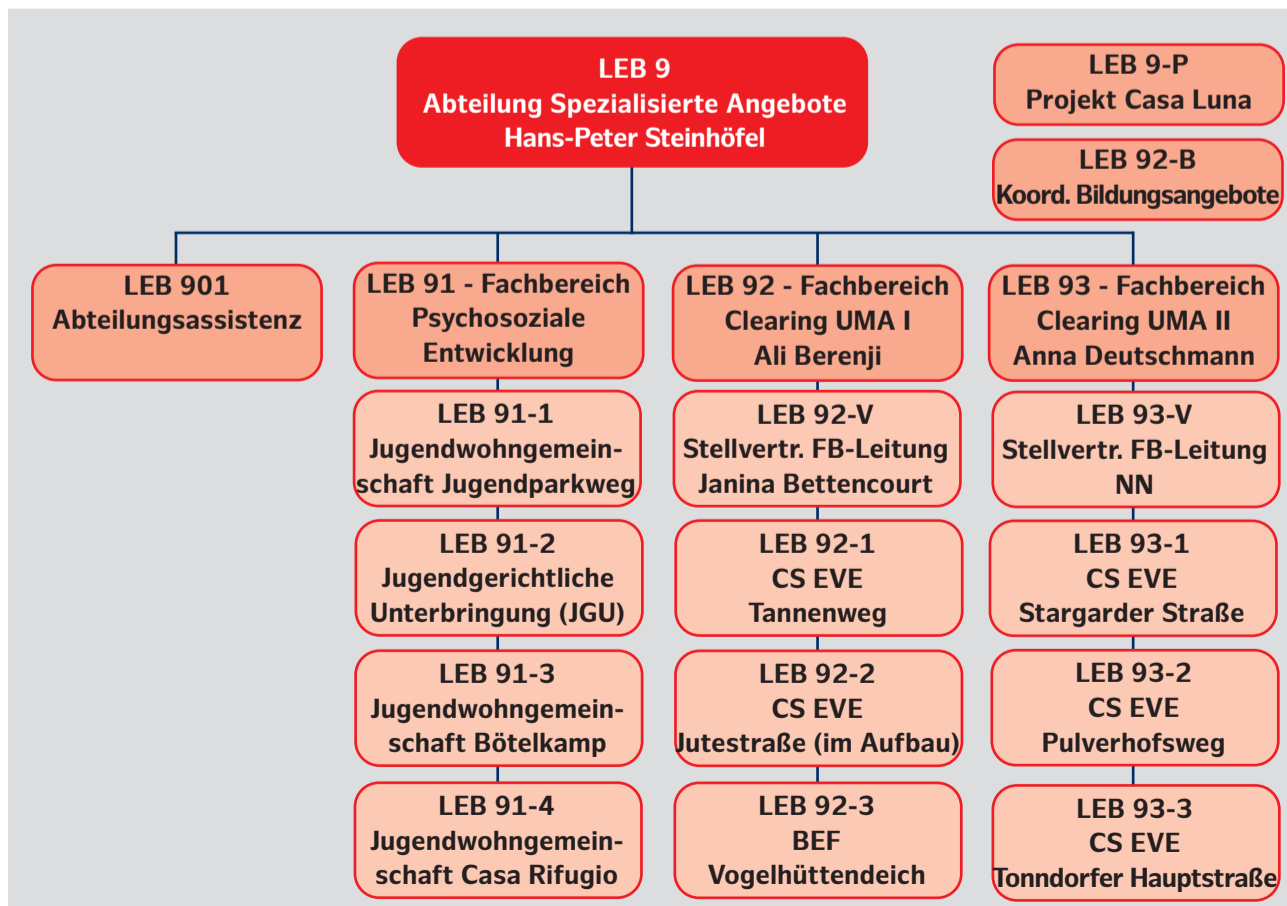 LEB 9
Abteilung Spezialisierte Angebote
Hans-Peter Steinhöfel
LEB 9-P
Projekt Casa Luna
LEB 92-B
Koord. Bildungsangebote
LEB 901
Abteilungsassistenz
LEB 91 - Fachbereich
Psychosoziale
Entwicklung
LEB 91-1
Jugendwohngemein-
schaft Jugendparkweg
LEB 91-2
Jugendgerichtliche
Unterbringung (JGU)
LEB 91-3
Jugendwohngemein-
schaft Bötelkamp
LEB 91-4
Jugendwohngemein-
schaft Casa Rifugio
LEB 92 - Fachbereich
Clearing UMA I
Ali Berenji
LEB 92-V
Stellvertr. FB-Leitung
Janina Bettencourt
LEB 92-1
CS EVE
Tannenweg
LEB 92-2
CS EVE
Jutestraße (im Aufbau)
LEB 92-3
BEF
Vogelhüttendeich
LEB 93 - Fachbereich
Clearing UMA II
Anna Deutschmann
LEB 93-V
Stellvertr. FB-Leitung
NN
LEB 93-1
CS EVE
Stargarder Straße
LEB 93-2
CS EVE
Pulverhofsweg
LEB 93-3
CS EVE
Tonndorfer Hauptstraße